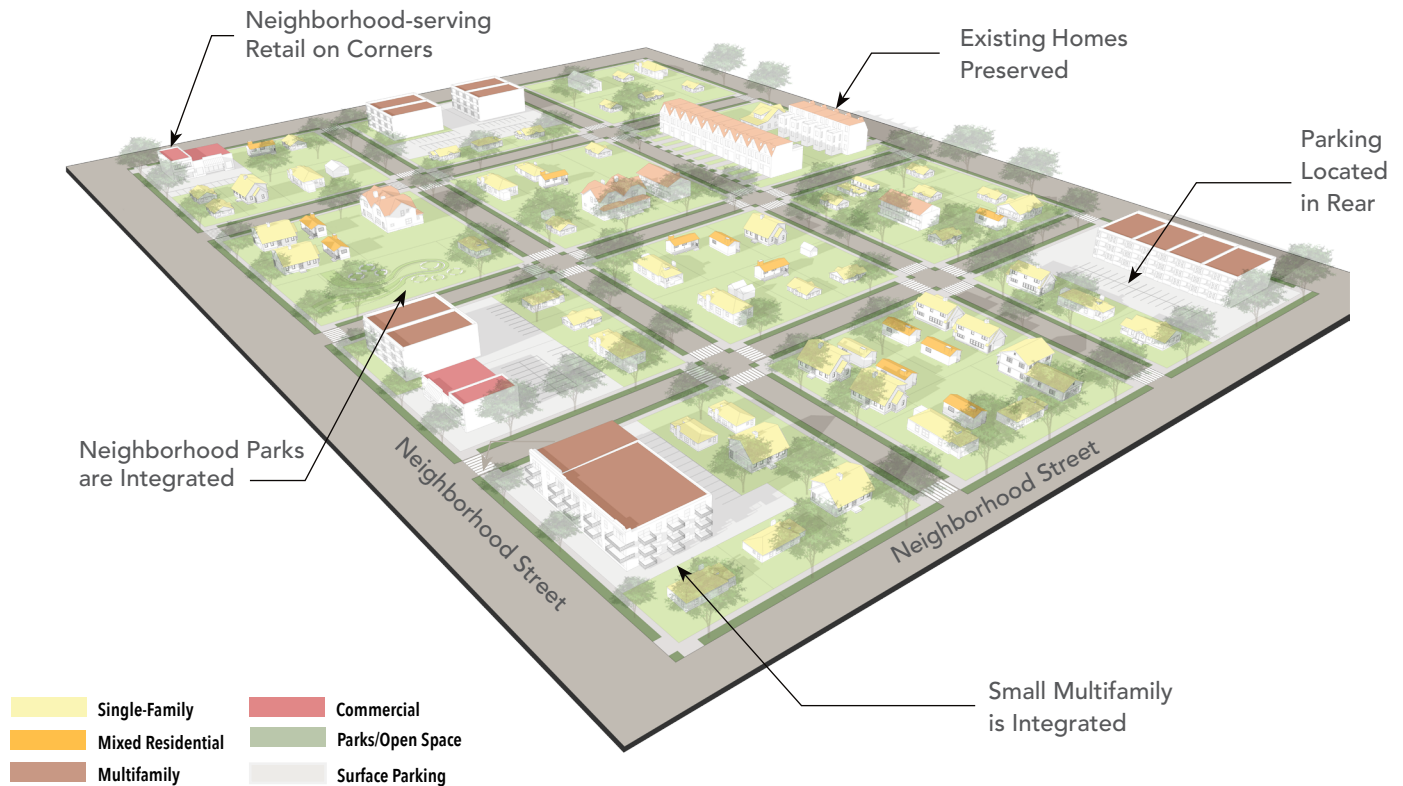 Neighborhood-serving
Retail on Corners
Existing Homes
Preserved
Parking
Located
in Rear
Neighborhood Parks
are Integrated
Neighborhood Street
Neighborhood Street
Small Multifamily
is Integrated
Single-Family
Mixed Residential
Multifamily
Commercial
Parks/Open Space
Surface Parking